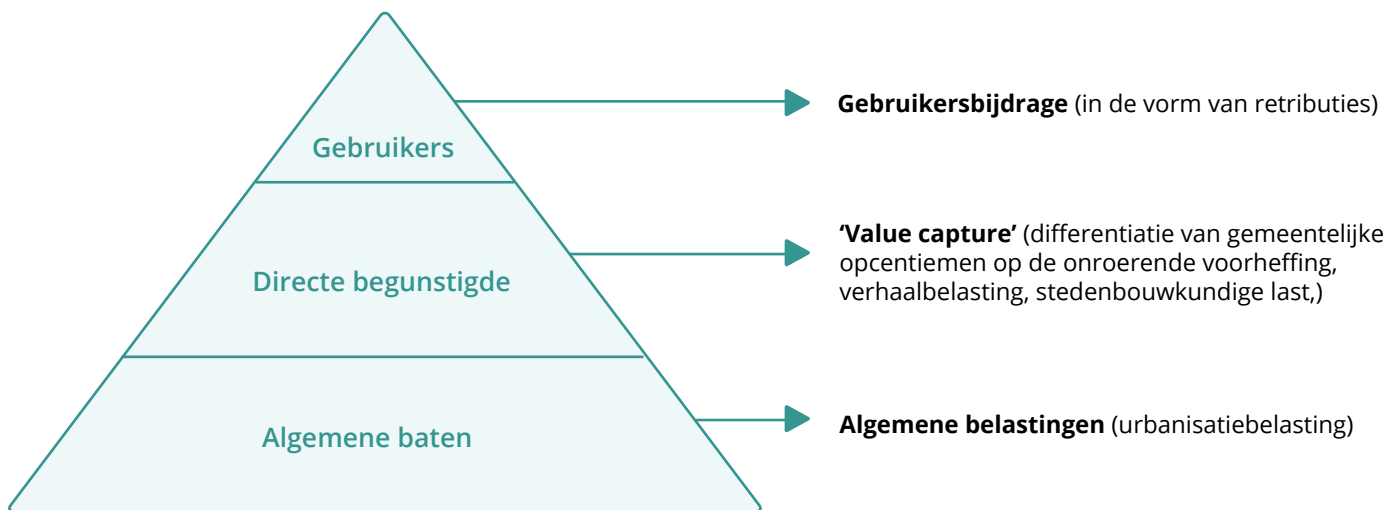 Gebruikersbijdrage (in de vorm van retributies)
Gebruikers
‘Value capture’ (differentiatie van gemeentelijke
opcentiemen op de onroerende voorheffing,
verhaalbelasting, stedenbouwkundige last,)
Directe begunstigde
Algemene belastingen (urbanisatiebelasting)
Algemene baten